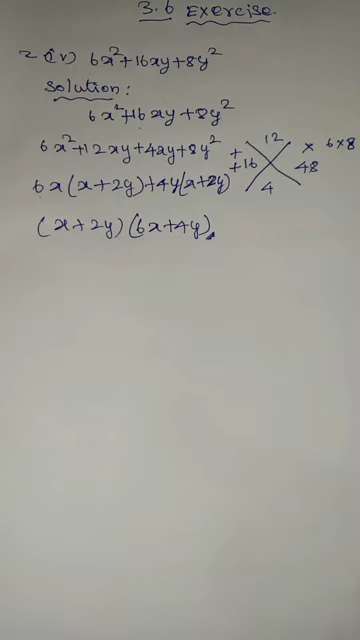 3.6 Exercise.
2 (iv) 6x²+16xy+8y²
Solution:
6x²+16xy+8y²
6x²+12xy+4xy+8y²
6x(x+2y)+4y(x+2y)
(x+2y)(6x+4y)
+ 12 × 6×8
+16 48
4